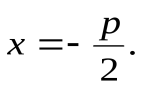 x = - p/2.